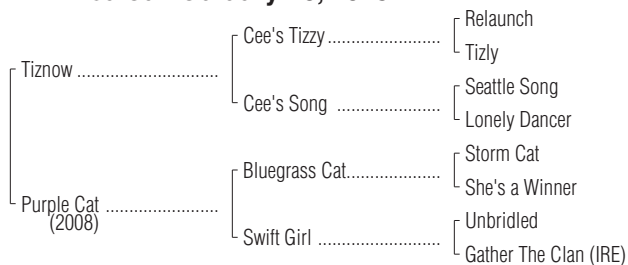 Relaunch
Cee's Tizzy ........................
Tizly
Tiznow ........................................
Seattle Song
Cee's Song ........................
Lonely Dancer
Storm Cat
Bluegrass Cat......................
She's a Winner
Purple Cat ................................
(2008)
Unbridled
Swift Girl ............................
Gather The Clan (IRE)